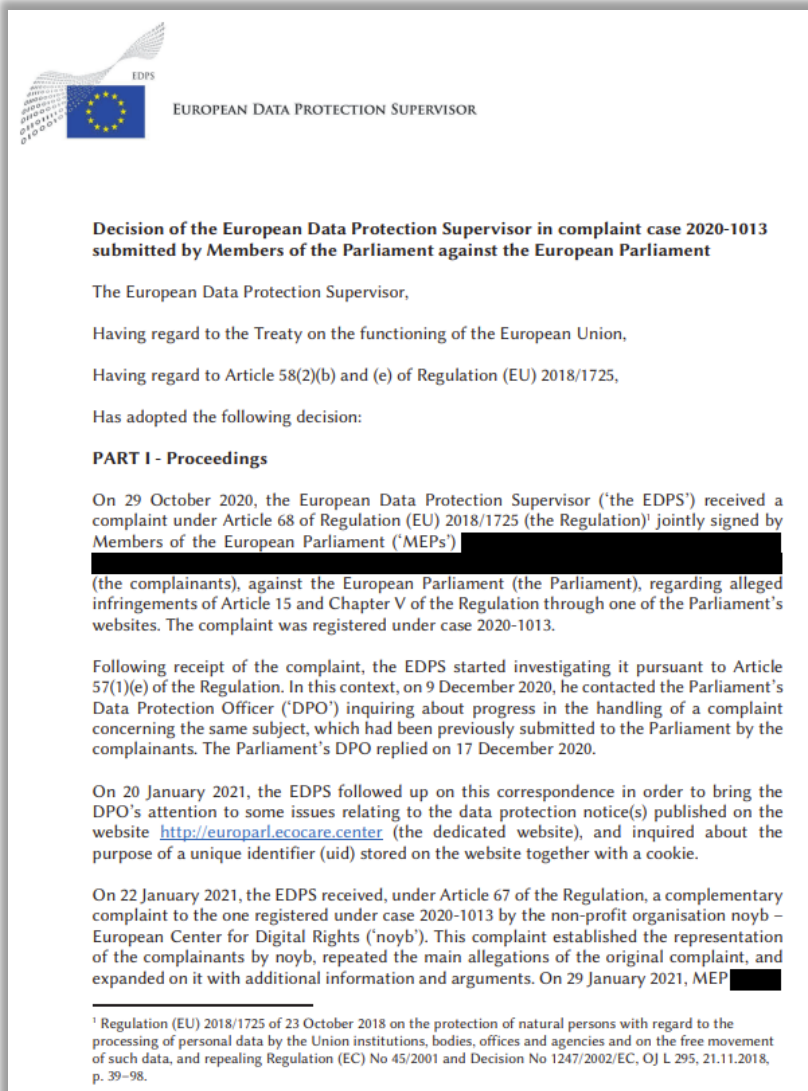 EDPS
EUROPEAN DATA PROTECTION SUPERVISOR
Decision of the European Data Protection Supervisor in complaint case 2020-1013
submitted by Members of the Parliament against the European Parliament
The European Data Protection Supervisor,
Having regard to the Treaty on the functioning of the European Union,
Having regard to Article 58(2)(b) and (e) of Regulation (EU) 2018/1725,
Has adopted the following decision:
PART I - Proceedings
On 29 October 2020, the European Data Protection Supervisor (‘the EDPS’) received a
complaint under Article 68 of Regulation (EU) 2018/1725 (the Regulation)¹ jointly signed by
Members of the European Parliament (‘MEPs’)
(the complainants), against the European Parliament (the Parliament), regarding alleged
infringements of Article 15 and Chapter V of the Regulation through one of the Parliament’s
websites. The complaint was registered under case 2020-1013.
Following receipt of the complaint, the EDPS started investigating it pursuant to Article
57(1)(e) of the Regulation. In this context, on 9 December 2020, he contacted the Parliament’s
Data Protection Officer (‘DPO’) inquiring about progress in the handling of a complaint
concerning the same subject, which had been previously submitted to the Parliament by the
complainants. The Parliament’s DPO replied on 17 December 2020.
On 20 January 2021, the EDPS followed up on this correspondence in order to bring the
DPO’s attention to some issues relating to the data protection notice(s) published on the
website http://europarl.ecocare.center (the dedicated website), and inquired about the
purpose of a unique identifier (uid) stored on the website together with a cookie.
On 22 January 2021, the EDPS received, under Article 67 of the Regulation, a complementary
complaint to the one registered under case 2020-1013 by the non-profit organisation noyb –
European Center for Digital Rights (‘noyb’). This complaint established the representation
of the complainants by noyb, repeated the main allegations of the original complaint, and
expanded on it with additional information and arguments. On 29 January 2021, MEP
¹ Regulation (EU) 2018/1725 of 23 October 2018 on the protection of natural persons with regard to the
processing of personal data by the Union institutions, bodies, offices and agencies and on the free movement
of such data, and repealing Regulation (EC) No 45/2001 and Decision No 1247/2002/EC, OJ L 295, 21.11.2018,
p. 39–98.